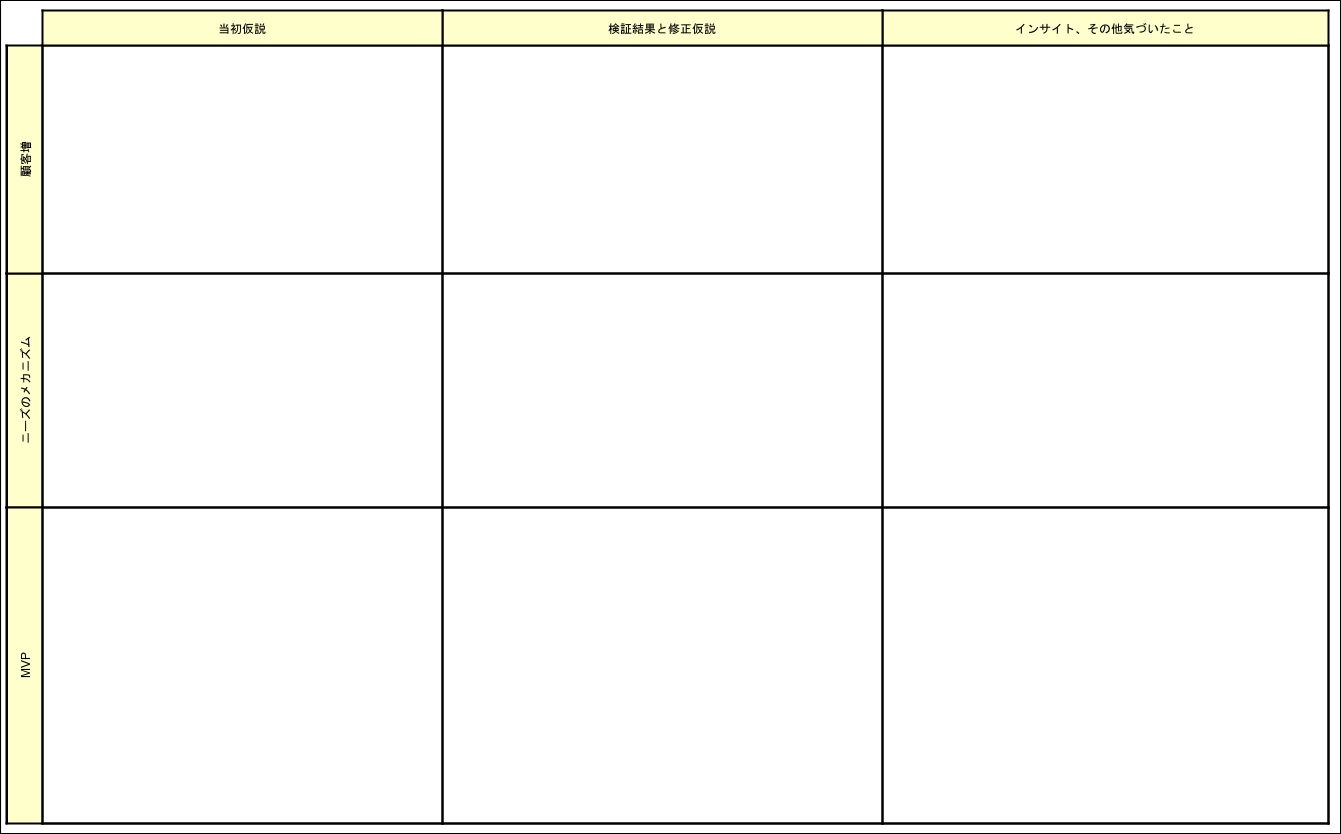 当初仮説
検証結果と修正仮説
インサイト、その他気づいたこと
顧客増
ニーズのメカニズム
MVP